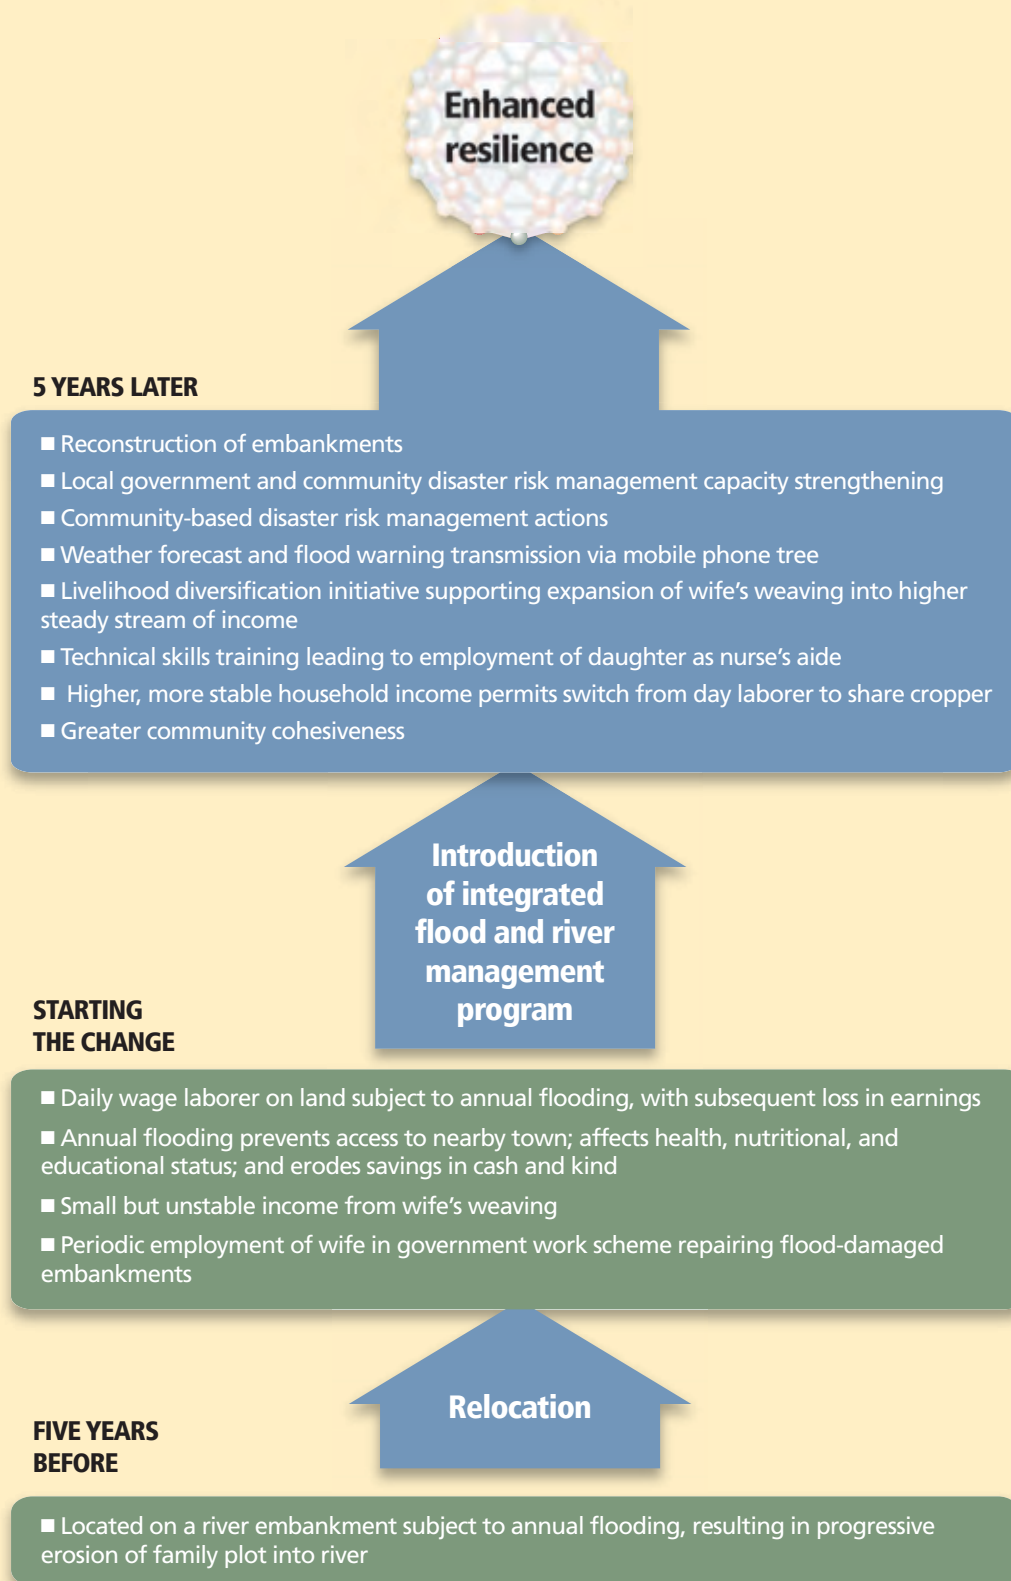 Enhanced
resilience
5 YEARS LATER
■ Reconstruction of embankments
■ Local government and community disaster risk management capacity strengthening
■ Community-based disaster risk management actions
■ Weather forecast and flood warning transmission via mobile phone tree
■ Livelihood diversification initiative supporting expansion of wife’s weaving into higher
steady stream of income
■ Technical skills training leading to employment of daughter as nurse’s aide
■ Higher, more stable household income permits switch from day laborer to share cropper
■ Greater community cohesiveness
Introduction
of integrated
flood and river
management
program
STARTING
THE CHANGE
■ Daily wage laborer on land subject to annual flooding, with subsequent loss in earnings
■ Annual flooding prevents access to nearby town; affects health, nutritional, and
educational status; and erodes savings in cash and kind
■ Small but unstable income from wife’s weaving
■ Periodic employment of wife in government work scheme repairing flood-damaged
embankments
Relocation
FIVE YEARS
BEFORE
■ Located on a river embankment subject to annual flooding, resulting in progressive
erosion of family plot into river